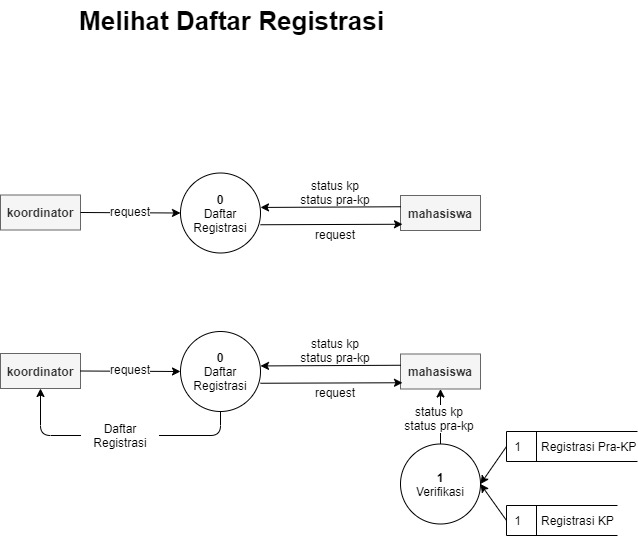 Melihat Daftar Registrasi
koordinator
request
0
Daftar
Registrasi
status kp
status pra-kp
request
mahasiswa
koordinator
request
0
Daftar
Registrasi
status kp
status pra-kp
request
mahasiswa
Daftar
Registrasi
status kp
status pra-kp
1
Verifikasi
1 Registrasi Pra-KP
1 Registrasi KP